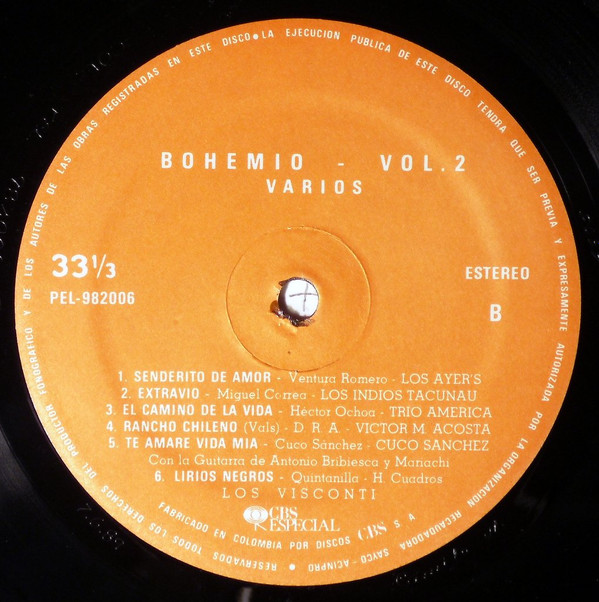 BOHEMIO - VOL.2
VARIOS
33 1/3
PEL-982006
ESTEREO
B
1. SENDERITO DE AMOR - Ventura Romero - LOS AYER'S
2. EXTRAVIO - Miguel Correa - LOS INDIOS TACUNAU
3. EL CAMINO DE LA VIDA - Héctor Ochoa - TRIO AMERICA
4. RANCHO CHILENO (Vals) - D. R. A. - VICTOR M. ACOSTA
5. TE AMARE VIDA MIA - Cuco Sánchez - CUCO SANCHEZ
Con la Guitarra de Antonio Bribiesca y Mariachi
6. LIRIOS NEGROS - Quintanilla - H. Cuadros
LOS VISCONTI
CBS
ESPECIAL
FABRICADO EN COLOMBIA POR DISCOS CBS S A
RESERVADOS TODOS LOS DERECHOS DEL PRODUCTOR FONOGRAFICO Y DE LOS AUTORES DE LAS OBRAS REGISTRADAS EN ESTE DISCO ● LA EJECUCION PUBLICA DE ESTE DISCO TENDRA QUE SER PREVIA Y EXPRESAMENTE AUTORIZADA POR LA ORGANIZACION RECAUDADORA SAYCO - ACINPRO